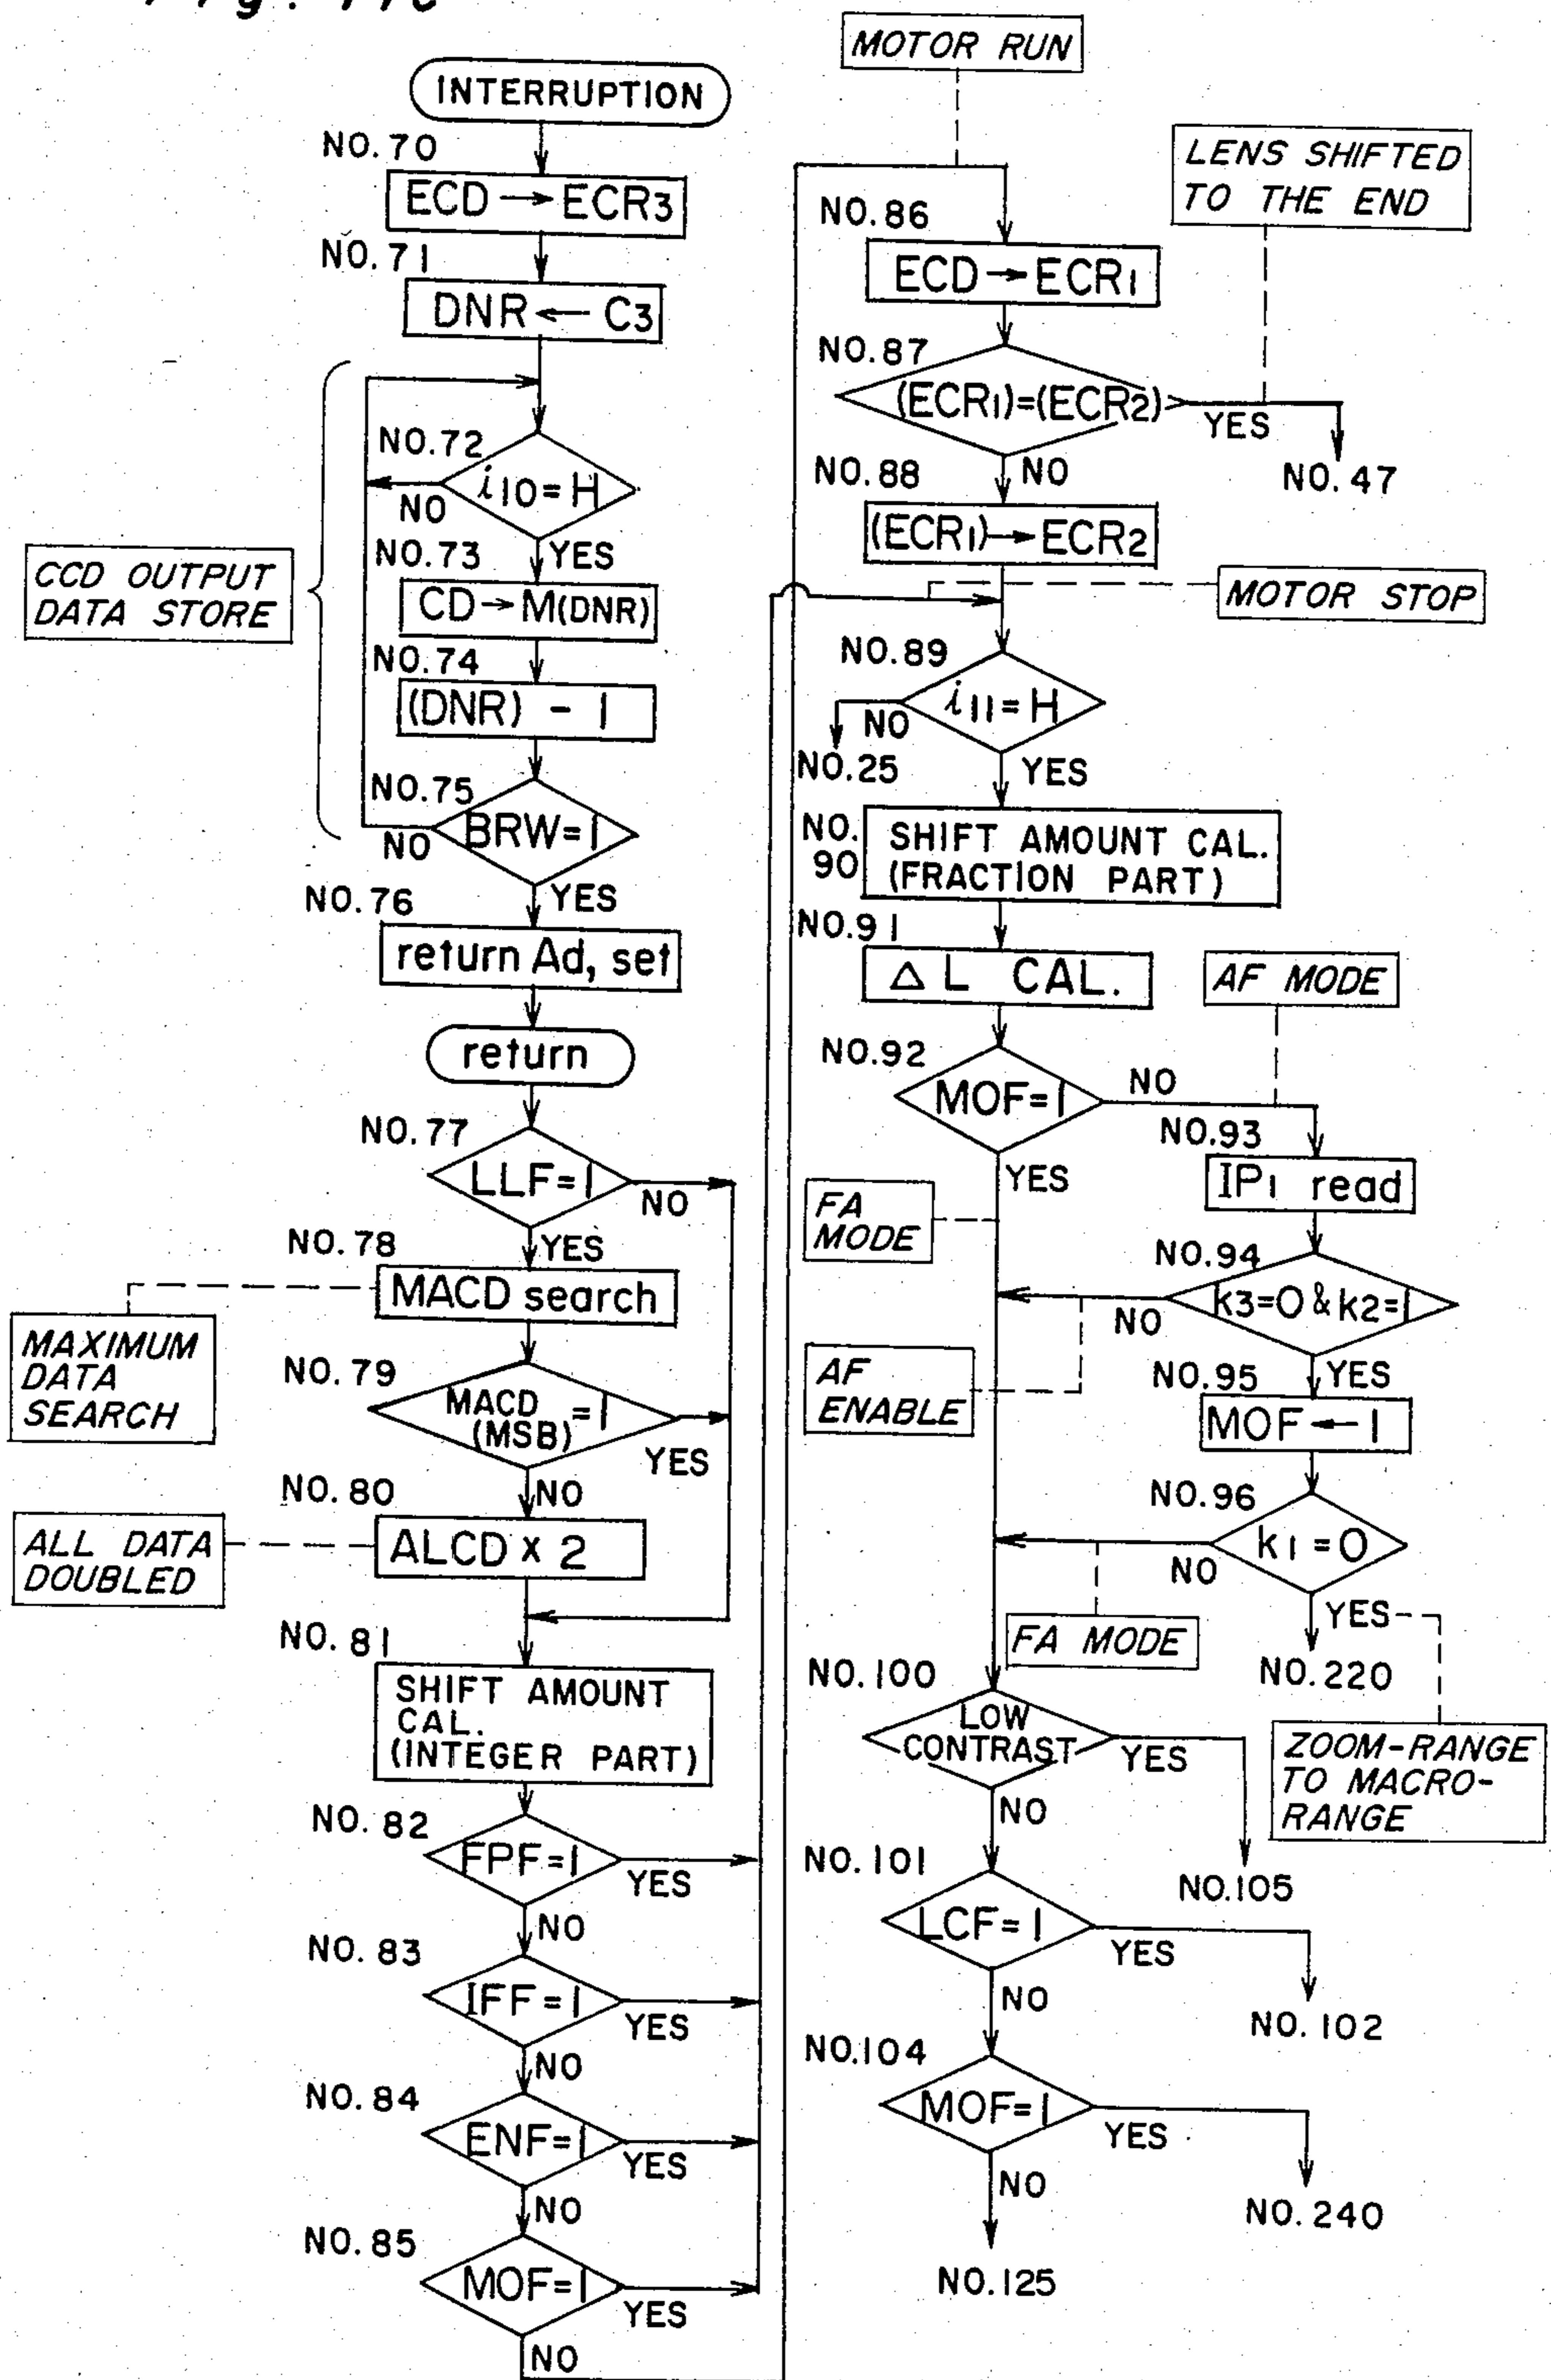 INTERRUPTION
NO.70
ECD → ECR3
NO.71
DNR ← C3
NO.72
i10=H
NO
YES
NO.73
CD→M(DNR)
CCD OUTPUT
DATA STORE
NO.74
(DNR) - 1
NO.75
BRW=1
NO
YES
NO.76
return Ad, set
return
NO.77
LLF=1
NO
YES
NO.78
MACD search
MAXIMUM
DATA
SEARCH
NO.79
MACD
(MSB)
=1
YES
NO
NO.80
ALCD x 2
ALL DATA
DOUBLED
NO.81
SHIFT AMOUNT
CAL.
(INTEGER PART)
NO.82
FPF=1
YES
NO
NO.83
IFF=1
YES
NO
NO.84
ENF=1
YES
NO
NO.85
MOF=1
YES
NO
MOTOR RUN
LENS SHIFTED
TO THE END
NO.86
ECD→ECR1
NO.87
(ECR1)=(ECR2)
YES
NO.47
NO
NO.88
(ECR1)→ECR2
MOTOR STOP
NO.89
i11=H
NO
NO.25
YES
NO.
90
SHIFT AMOUNT CAL.
(FRACTION PART)
NO.91
△ L CAL.
AF MODE
NO.92
MOF=1
NO
YES
NO.93
IP1 read
FA
MODE
NO.94
k3=0&k2=1
NO
YES
AF
ENABLE
NO.95
MOF←1
NO.96
k1=0
NO
YES
FA MODE
NO.220
ZOOM-RANGE
TO MACRO-
RANGE
NO.100
LOW
CONTRAST
YES
NO.105
NO
NO.101
LCF=1
YES
NO.102
NO
NO.104
MOF=1
YES
NO.240
NO
NO.125